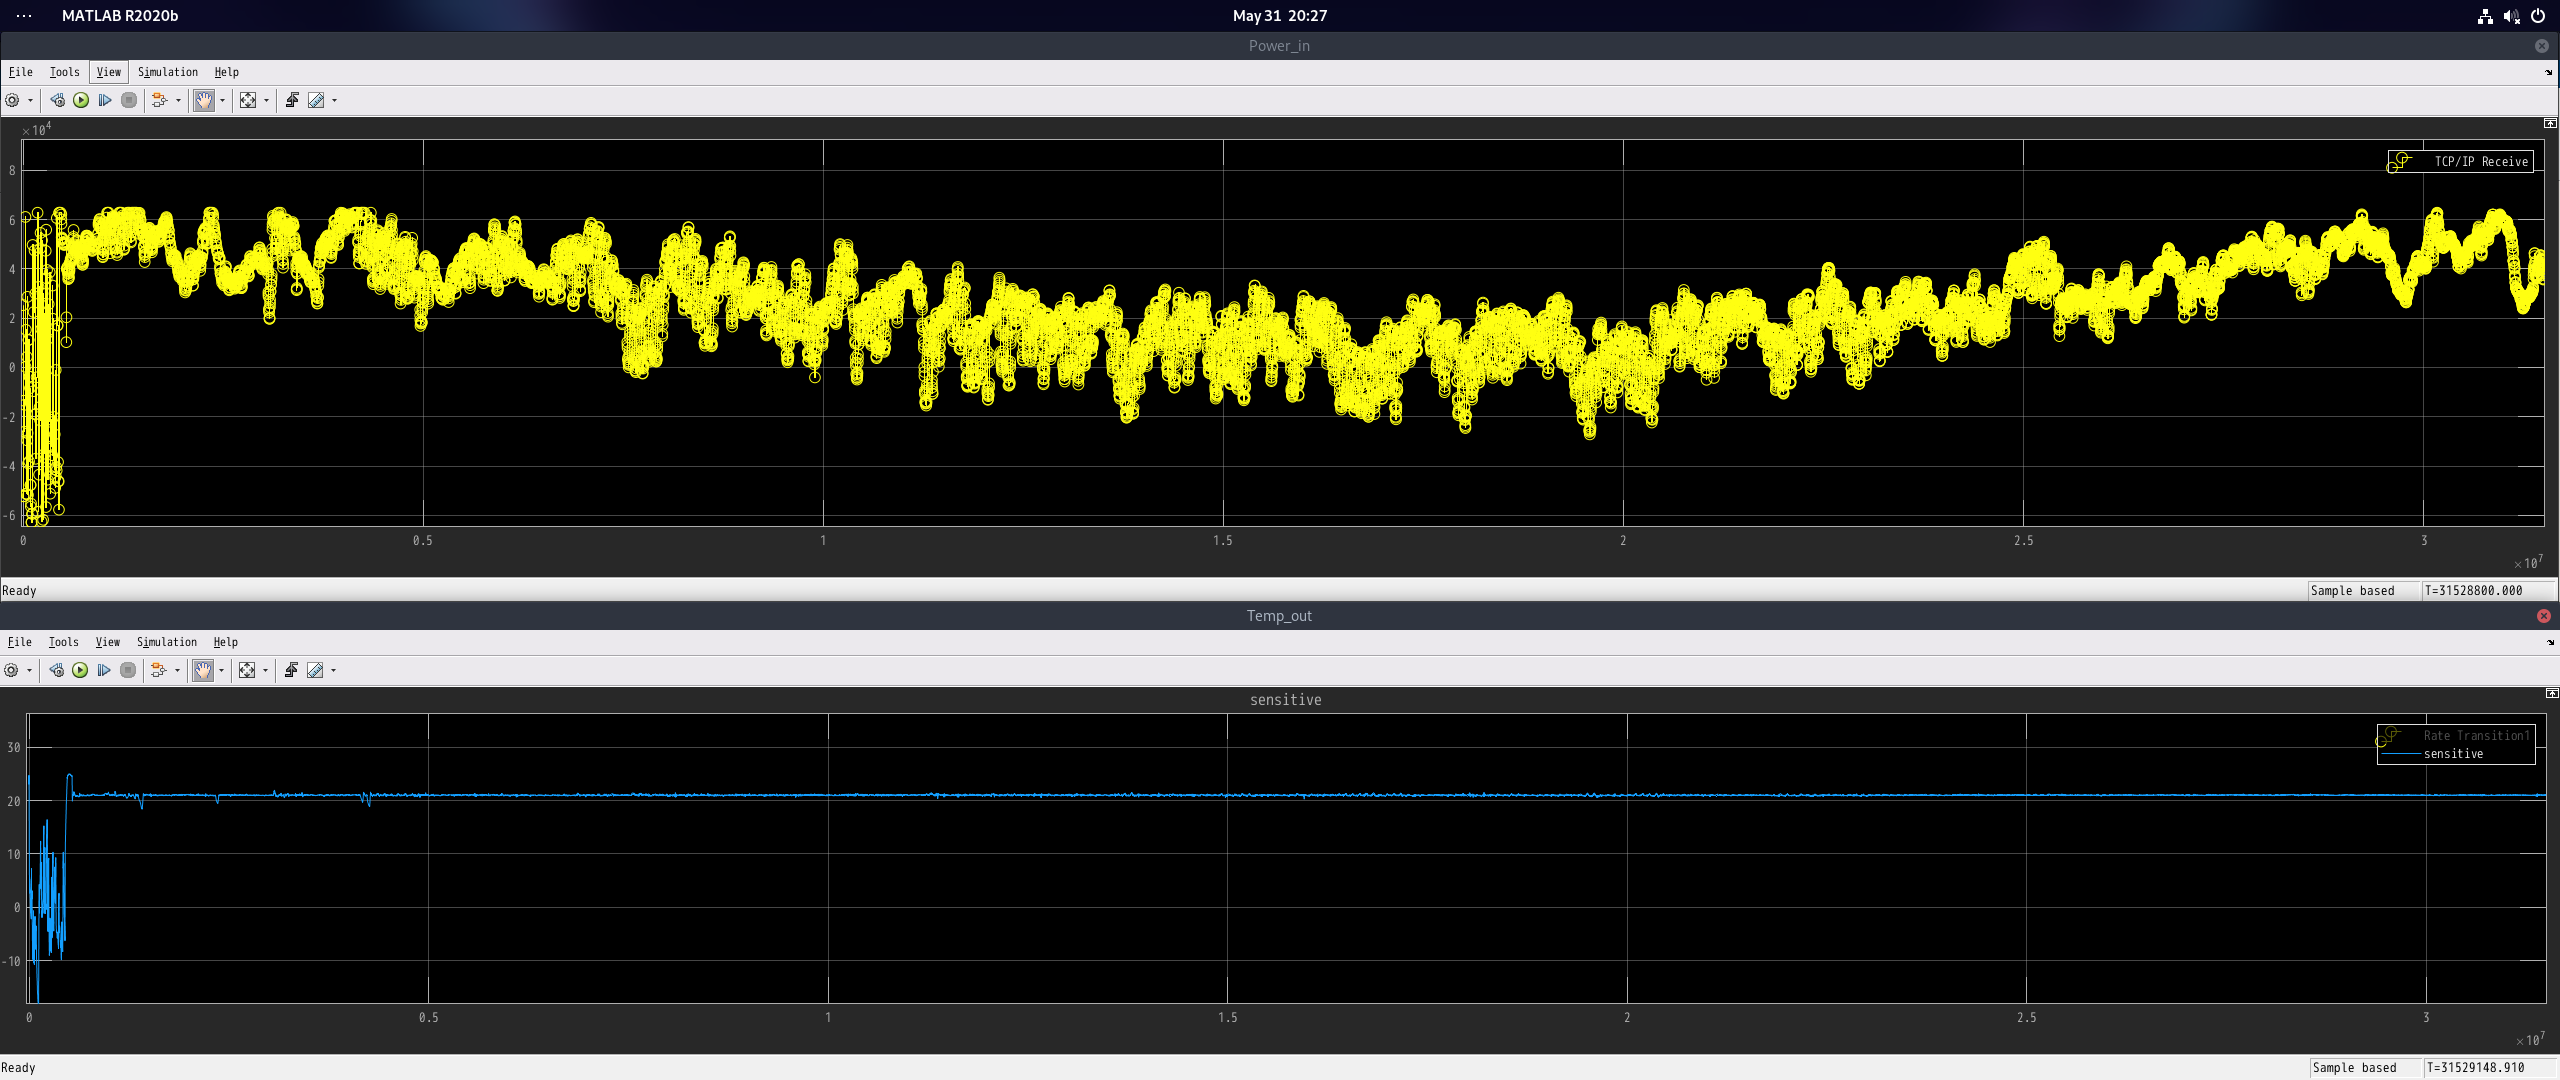 ··· MATLAB R2020b May 31 20:27
Power_in
File Tools View Simulation Help
×10^4
TCP/IP Receive
8
6
4
2
0
-2
-4
-6
0 0.5 1 1.5 2 2.5 3
×10^7
Ready Sample based T=31528800.000
Temp_out
File Tools View Simulation Help
sensitive
Rate Transition1
sensitive
30
20
10
0
-10
0 0.5 1 1.5 2 2.5 3
×10^7
Ready Sample based T=31529148.910